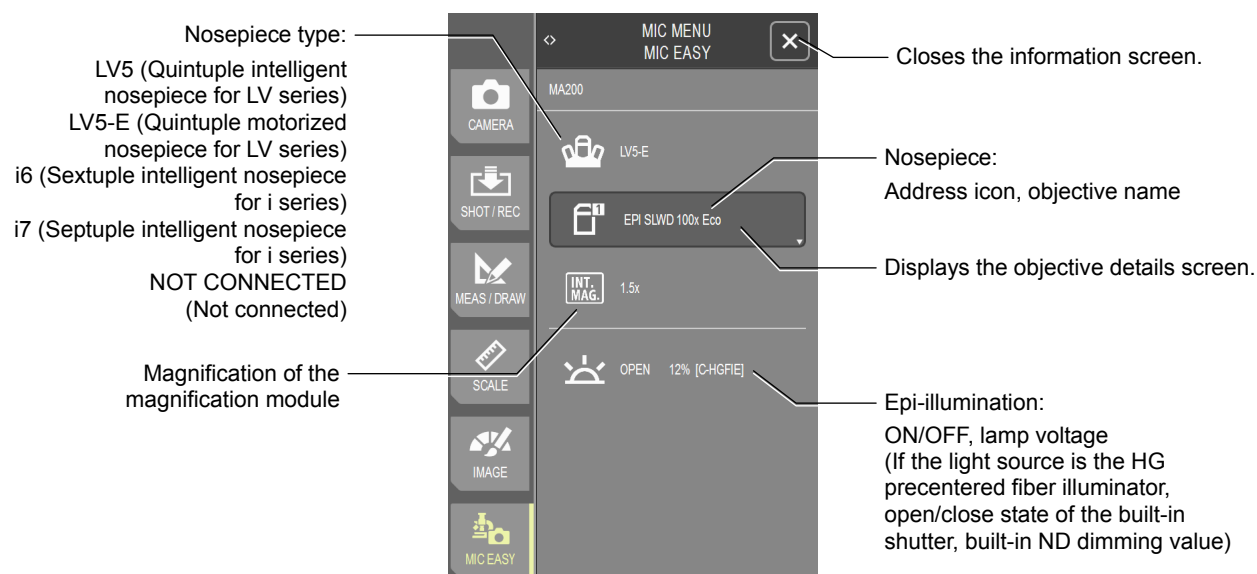 Nosepiece type:
LV5 (Quintuple intelligent
nosepiece for LV series)
LV5-E (Quintuple motorized
nosepiece for LV series)
i6 (Sextuple intelligent nosepiece
for i series)
i7 (Septuple intelligent nosepiece
for i series)
NOT CONNECTED
(Not connected)
Magnification of the
magnification module
CAMERA
SHOT / REC
MEAS / DRAW
SCALE
IMAGE
MIC EASY
<> MIC MENU
MIC EASY
MA200
LV5-E
1 EPI SLWD 100x Eco
INT.
MAG. 1.5x
OPEN 12% [C-HGFIE]
Closes the information screen.
Nosepiece:
Address icon, objective name
Displays the objective details screen.
Epi-illumination:
ON/OFF, lamp voltage
(If the light source is the HG
precentered fiber illuminator,
open/close state of the built-in
shutter, built-in ND dimming value)